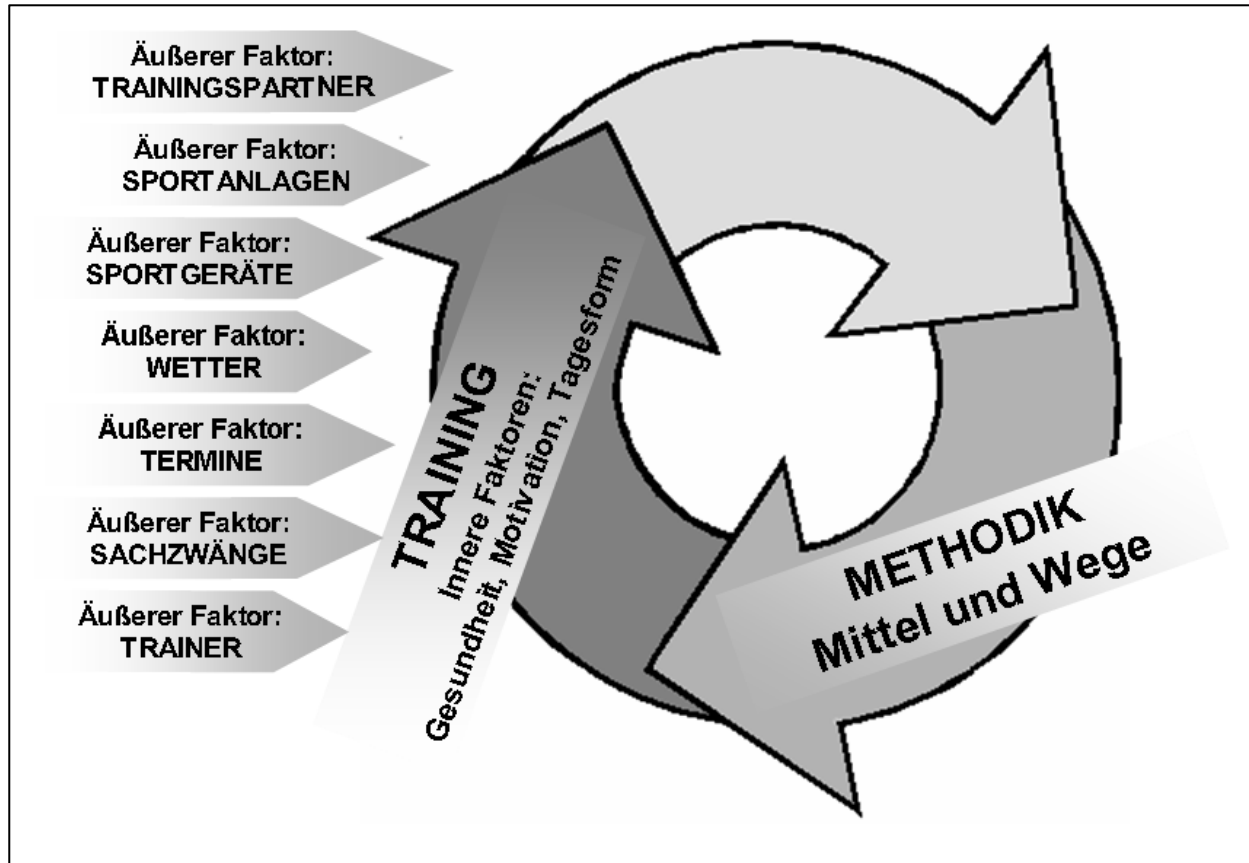 Äußerer Faktor:
TRAININGSPARTNER
Äußerer Faktor:
SPORTANLAGEN
Äußerer Faktor:
SPORTGERÄTE
Äußerer Faktor:
WETTER
Äußerer Faktor:
TERMINE
Äußerer Faktor:
SACHZWÄNGE
Äußerer Faktor:
TRAINER
TRAINING
Innere Faktoren:
Gesundheit, Motivation, Tagesform
METHODIK
Mittel und Wege